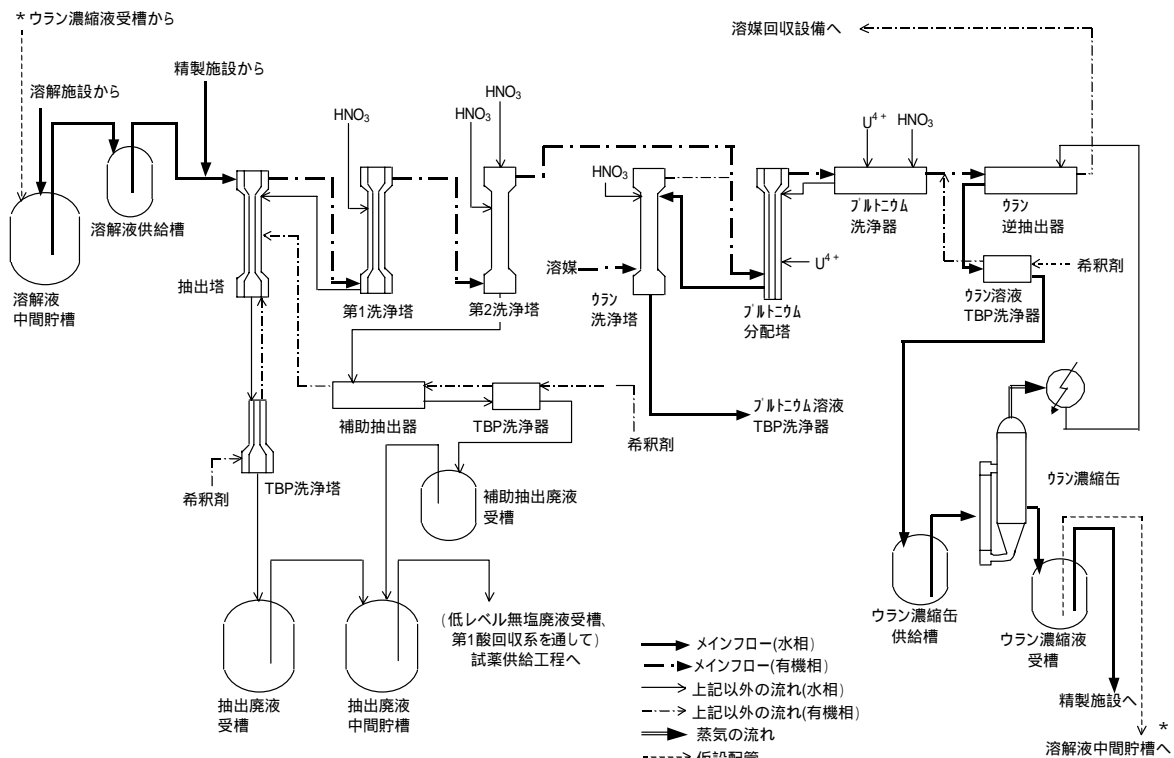 *ウラン濃縮液受槽から
溶媒回収設備へ
精製施設から
溶解施設から
HNO3
HNO3
HNO3
U4+
HNO3
HNO3
溶解液供給槽
溶解液
中間貯槽
抽出塔
第1洗浄塔
第2洗浄塔
溶媒
ウラン
洗浄塔
U4+
プルトニウム
分配塔
プルトニウム
洗浄器
ウラン
逆抽出器
希釈剤
ウラン溶液
TBP洗浄器
補助抽出器
TBP洗浄器
希釈剤
プルトニウム溶液
TBP洗浄器
希釈剤
TBP洗浄塔
補助抽出廃液
受槽
ウラン濃縮缶
抽出廃液
受槽
抽出廃液
中間貯槽
(低レベル無塩廃液受槽、
第1酸回収系を通して)
試薬供給工程へ
ウラン濃縮缶
供給槽
ウラン濃縮液
受槽
精製施設へ
*
溶解液中間貯槽へ
メインフロー(水相)
メインフロー(有機相)
上記以外の流れ(水相)
上記以外の流れ(有機相)
蒸気の流れ
仮設配管